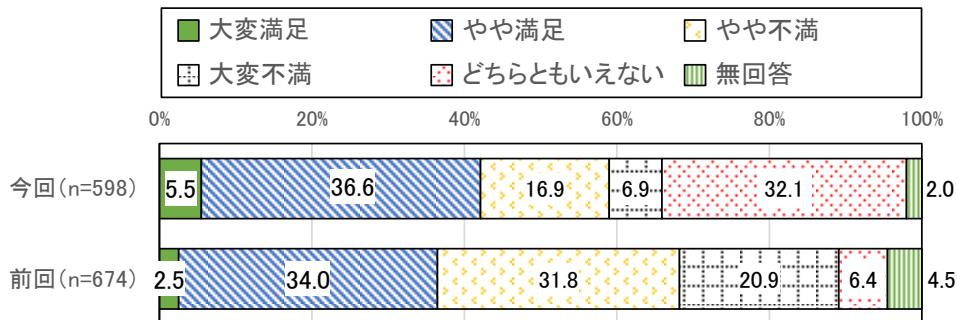 大変満足 やや満足 やや不満
大変不満 どちらともいえない 無回答
0% 20% 40% 60% 80% 100%
今回(n=598) 5.5 36.6 16.9 6.9 32.1 2.0
前回(n=674) 2.5 34.0 31.8 20.9 6.4 4.5